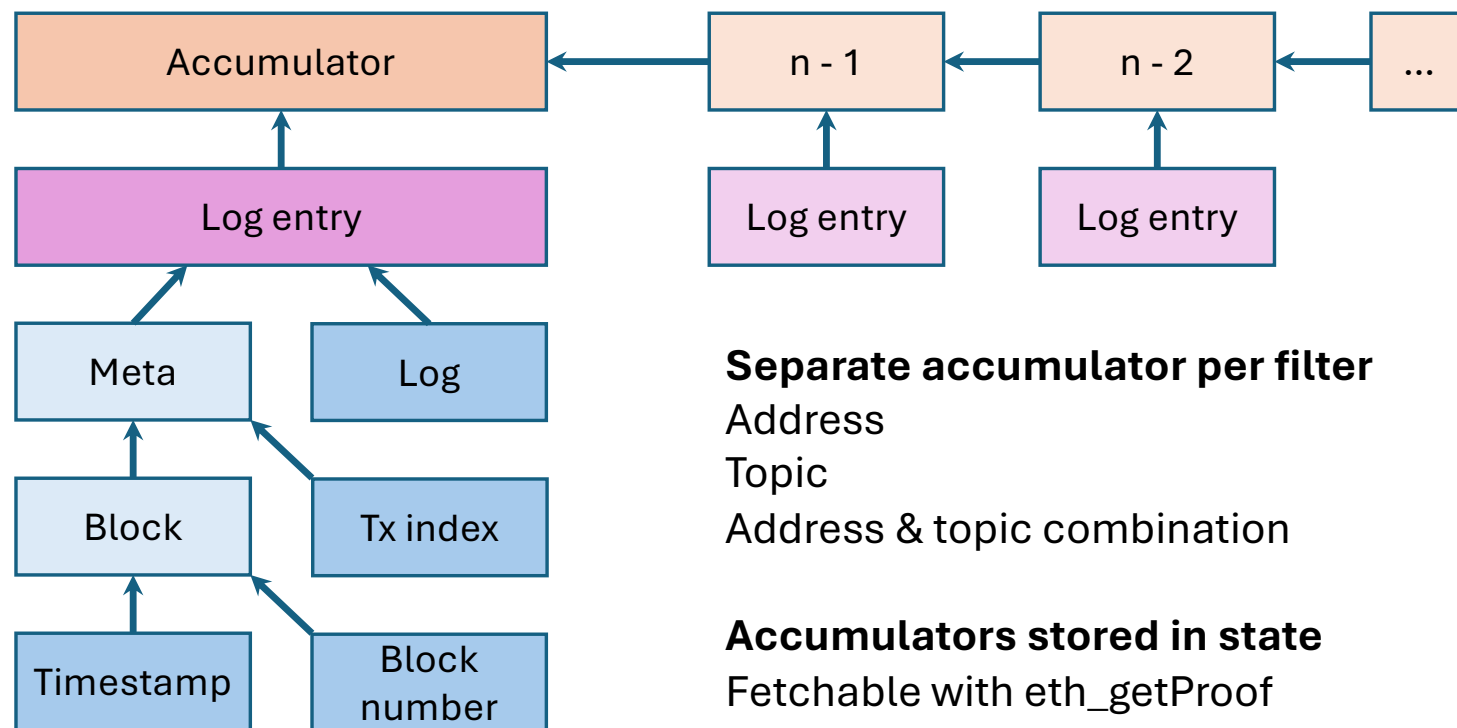 Accumulator
n - 1
n - 2
...
Log entry
Log entry
Log entry
Meta
Log
Block
Tx index
Timestamp
Block
number
Separate accumulator per filter
Address
Topic
Address & topic combination
Accumulators stored in state
Fetchable with eth_getProof